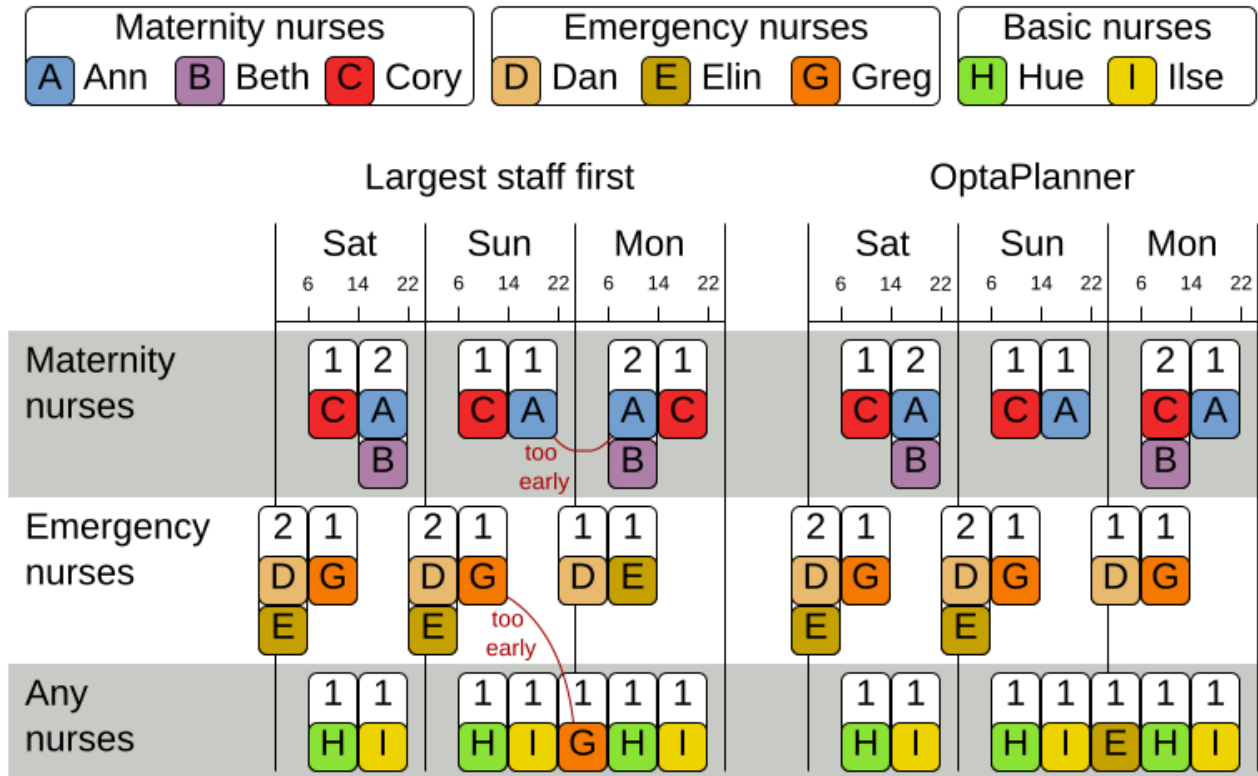 Maternity nurses Emergency nurses Basic nurses
A Ann B Beth C Cory D Dan E Elin G Greg H Hue I Ilse
Largest staff first OptaPlanner
Sat Sun Mon Sat Sun Mon
6 14 22 6 14 22 6 14 22 6 14 22 6 14 22 6 14 22
Maternity 1 2 1 1 2 1 1 2 1 1 2 1
nurses C A C A A C C A C A C A
too
B B B B
early
Emergency 2 1 2 1 1 1 2 1 2 1 1 1
nurses D G D G D E D G D G D G
too
E E E E
early
Any 1 1 1 1 1 1 1 1 1 1 1 1 1 1
nurses H I H I G H I H I H I E H I